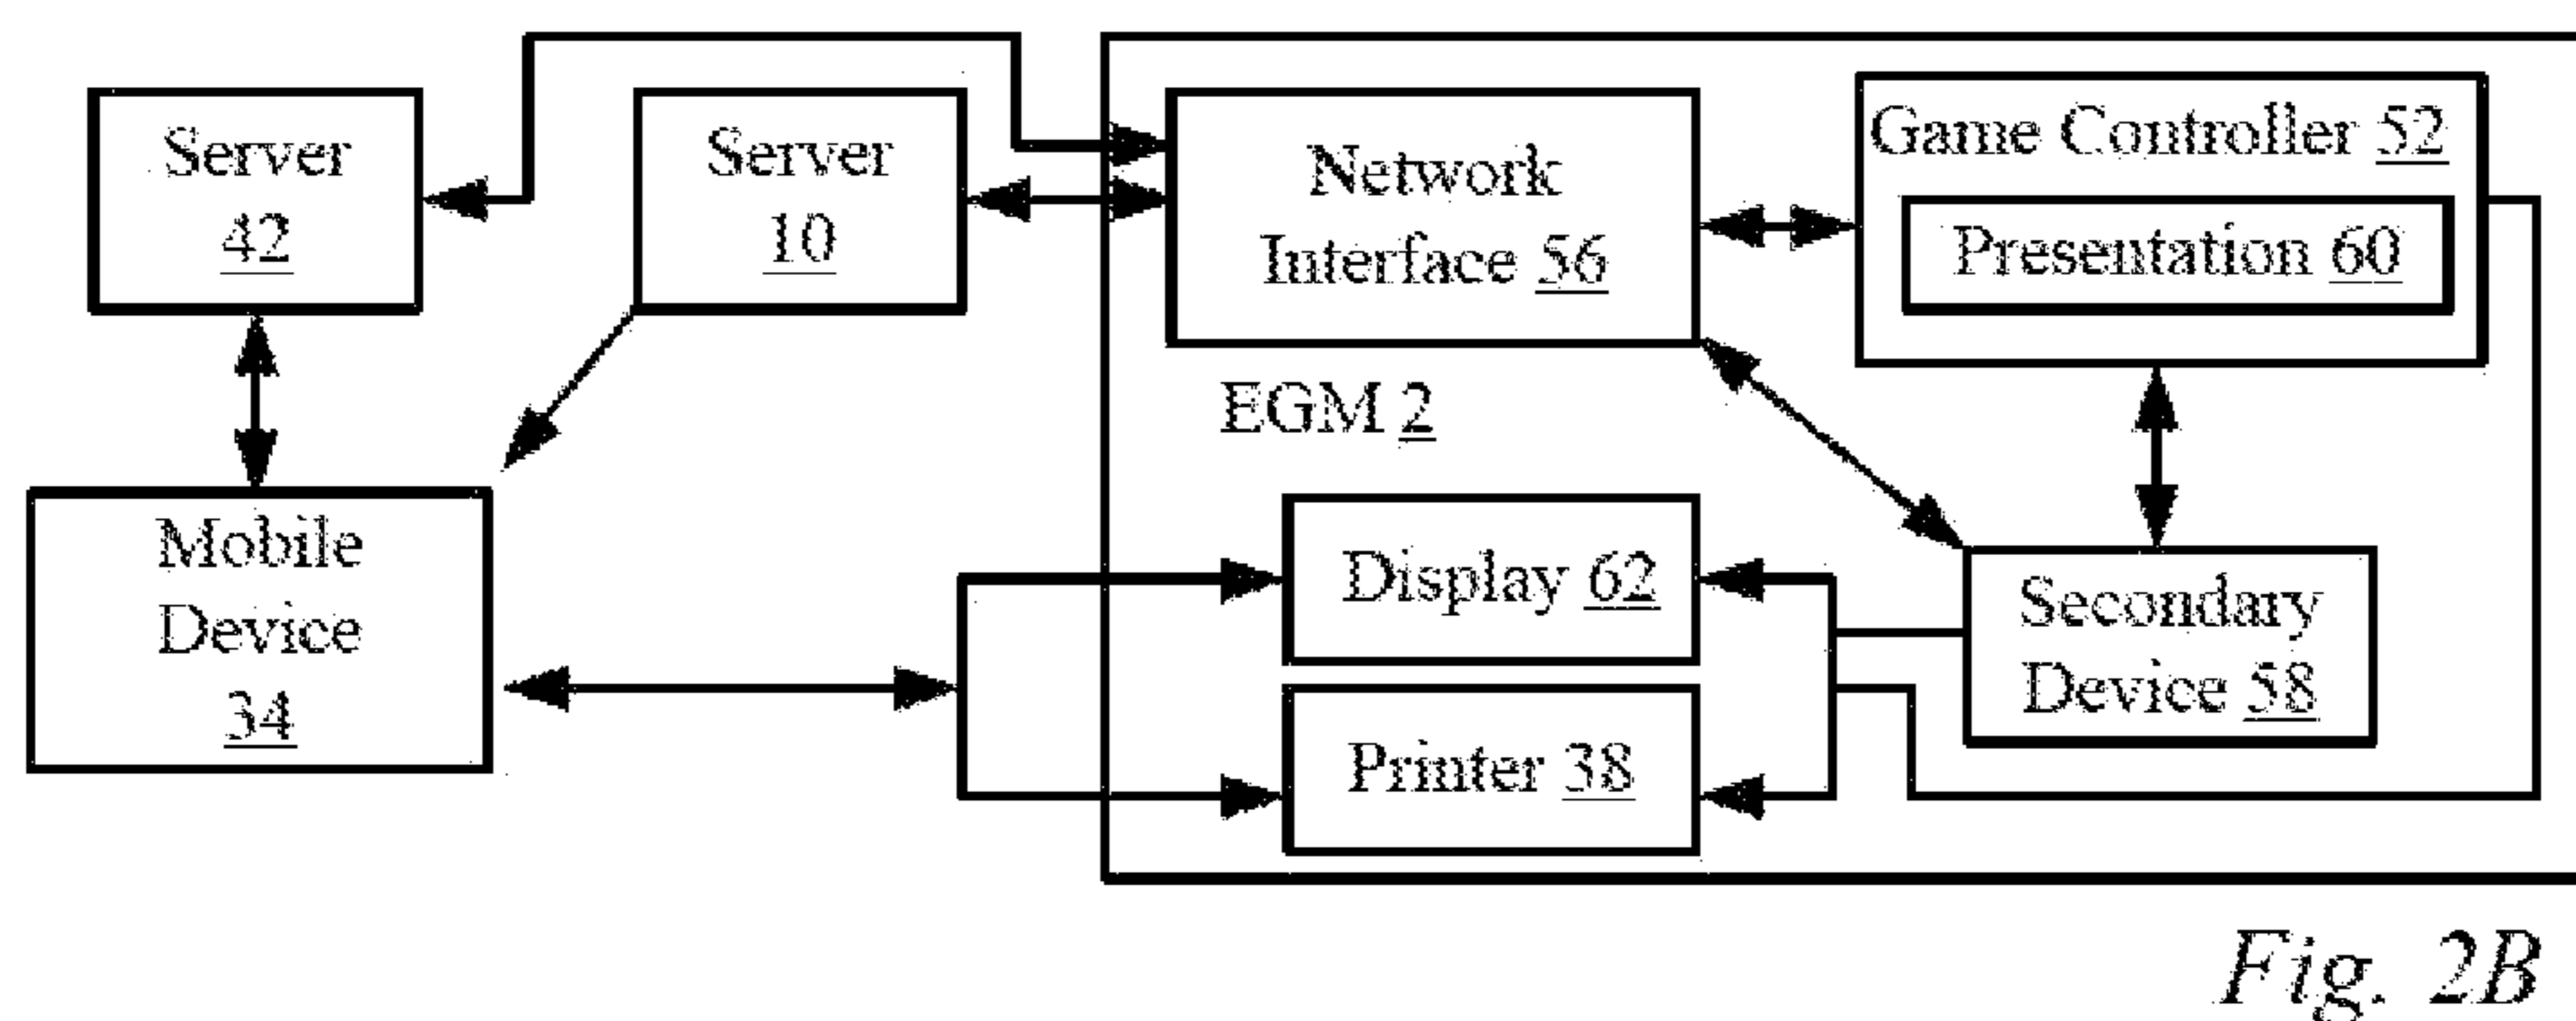 Server
42
Server
10
Network
Interface 56
Game Controller 52
Presentation 60
EGM 2
Mobile
Device
34
Display 62
Printer 38
Secondary
Device 58
Fig. 2B